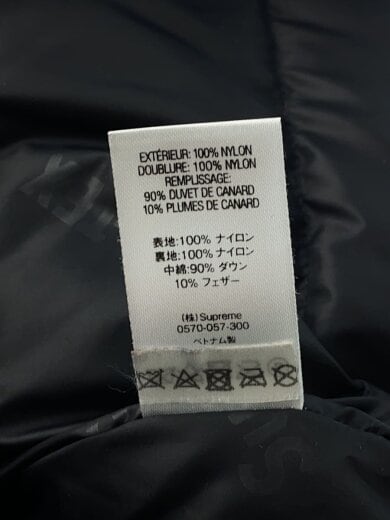 EXTÉRIEUR: 100% NYLON
DOUBLURE: 100% NYLON
REMPLISSAGE:
90% DUVET DE CANARD
10% PLUMES DE CANARD
表地:100% ナイロン
裏地:100% ナイロン
中綿:90% ダウン
10% フェザー
(株) Supreme
0570-057-300
ベトナム製